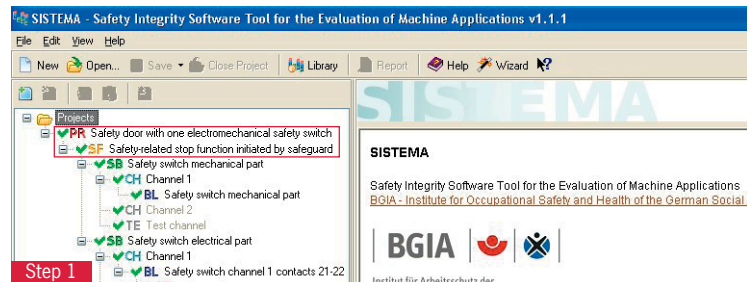 SISTEMA - Safety Integrity Software Tool for the Evaluation of Machine Applications v1.1.1
File Edit View Help
New Open... Save Close Project Library Report Help Wizard
SISTEMA
Projects
PR Safety door with one electromechanical safety switch
SF Safety-related stop function initiated by safeguard
SB Safety switch mechanical part
CH Channel 1
BL Safety switch mechanical part
CH Channel 2
TE Test channel
SB Safety switch electrical part
CH Channel 1
BL Safety switch channel 1 contacts 21-22
Step 1
SISTEMA
Safety Integrity Software Tool for the Evaluation of Machine Applications
BGIA - Institute for Occupational Safety and Health of the German Social
BGIA
Institut für Arbeitsschutz der